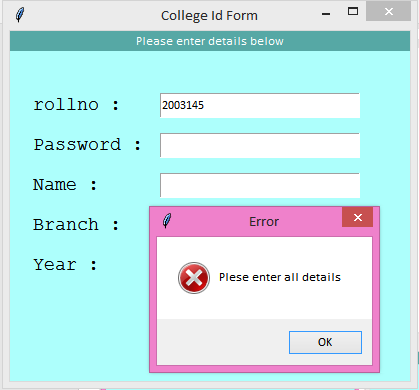 College Id Form
Please enter details below
rollno : 2003145
Password :
Name :
Branch :
Year :
Error
Plese enter all details
OK